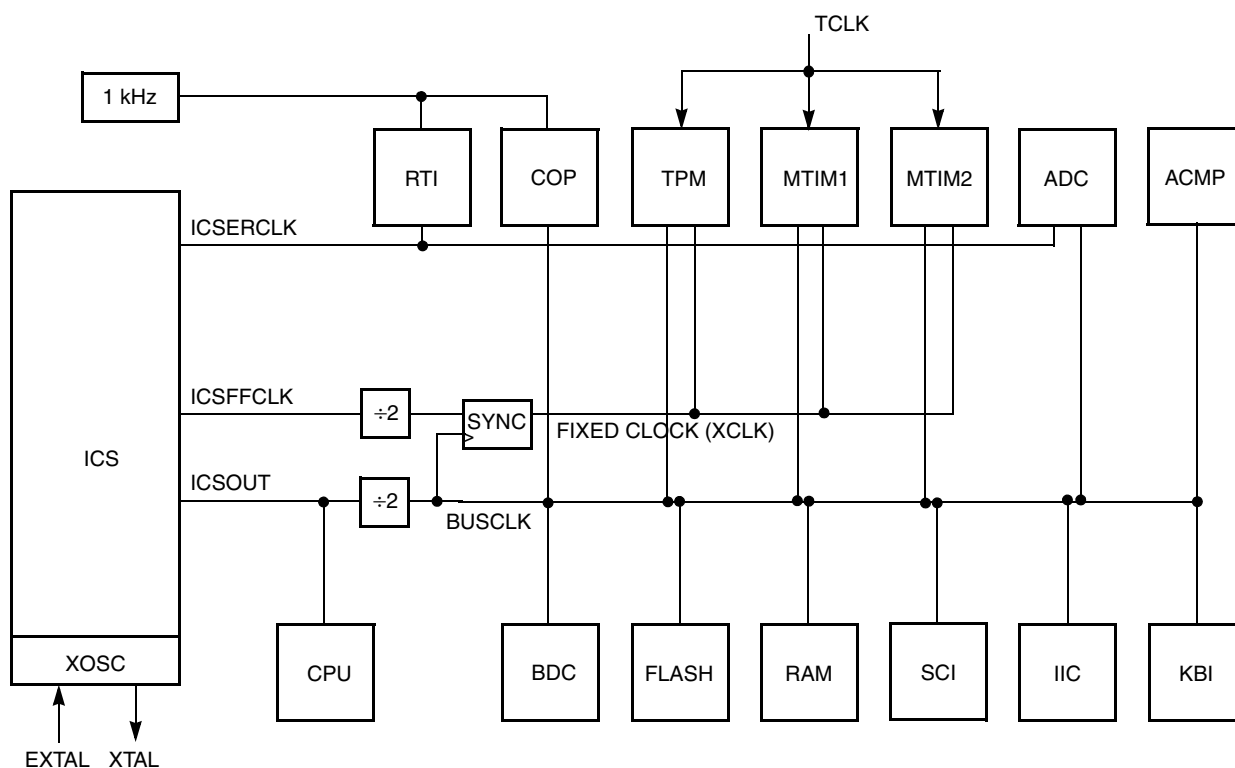 TCLK
1 kHz
RTI
COP
TPM
MTIM1
MTIM2
ADC
ACMP
ICSERCLK
ICSFFCLK
÷2
SYNC
FIXED CLOCK (XCLK)
ICS
ICSOUT
÷2
BUSCLK
XOSC
CPU
BDC
FLASH
RAM
SCI
IIC
KBI
EXTAL
XTAL